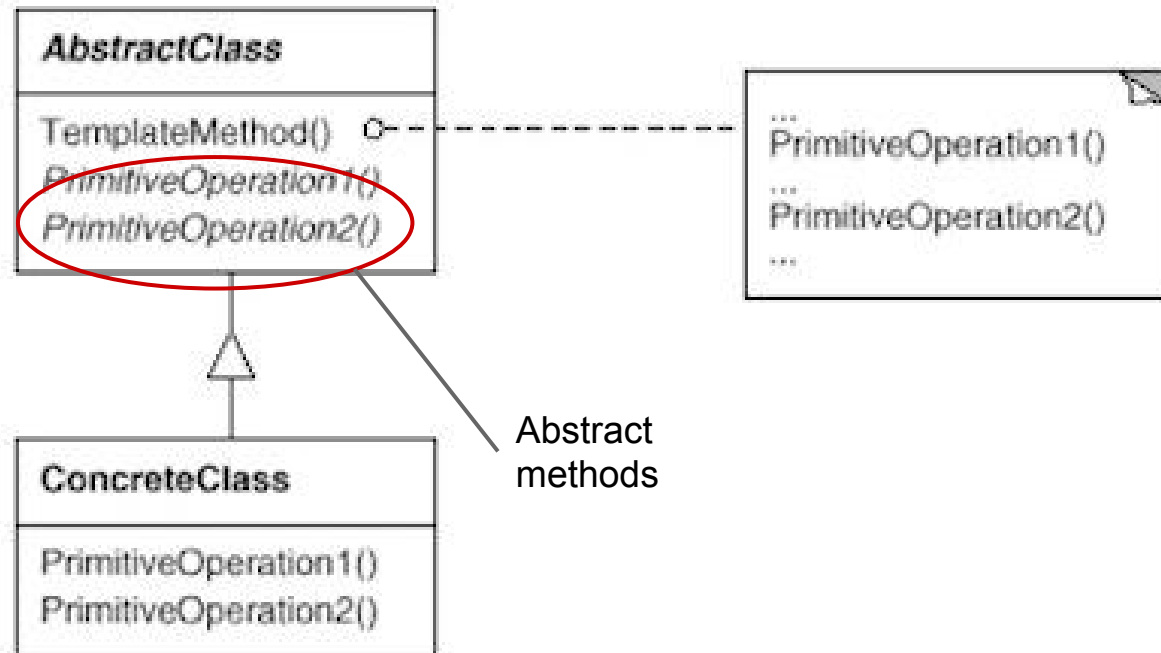 AbstractClass
TemplateMethod()
PrimitiveOperation1()
PrimitiveOperation2()
...
PrimitiveOperation1()
...
PrimitiveOperation2()
...
Abstract
methods
ConcreteClass
PrimitiveOperation1()
PrimitiveOperation2()